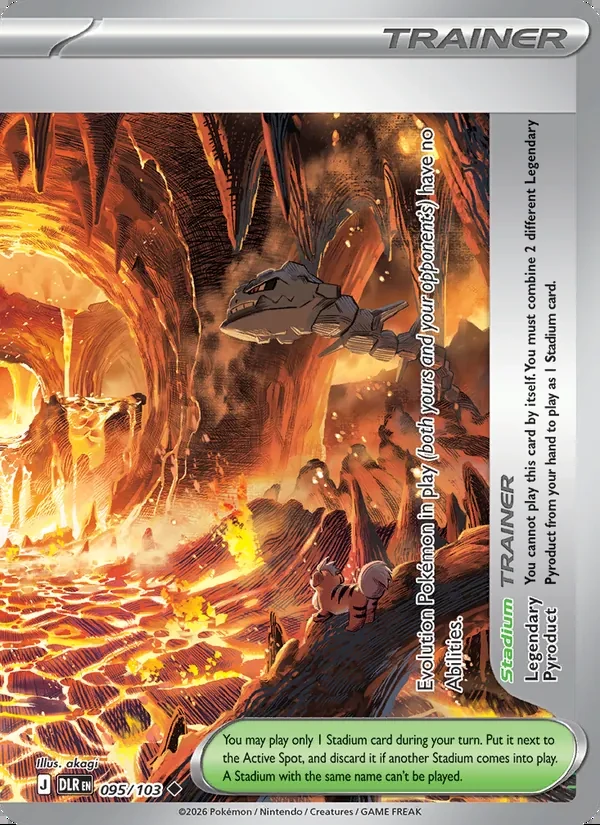 TRAINER
Evolution Pokémon in play (both yours and your opponent's) have no
Abilities.
Stadium TRAINER
Legendary
Pyroduct
You cannot play this card by itself. You must combine 2 different Legendary
Pyroduct from your hand to play as 1 Stadium card.
You may play only 1 Stadium card during your turn. Put it next to
the Active Spot, and discard it if another Stadium comes into play.
A Stadium with the same name can't be played.
Illus. akagi
J DLR EN 095/103
©2026 Pokémon / Nintendo / Creatures / GAME FREAK